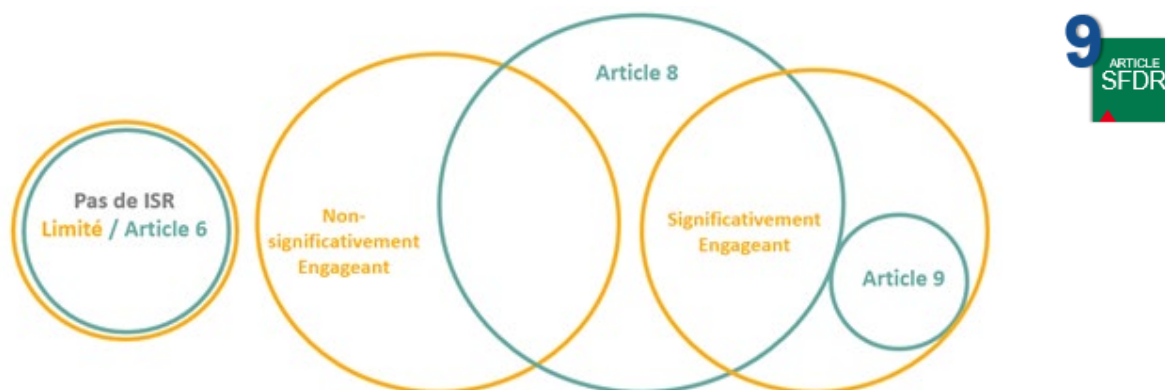 Pas de ISR
Limité / Article 6
Non-
significativement
Engageant
Article 8
Significativement
Engageant
Article 9
9
ARTICLE
SFDR